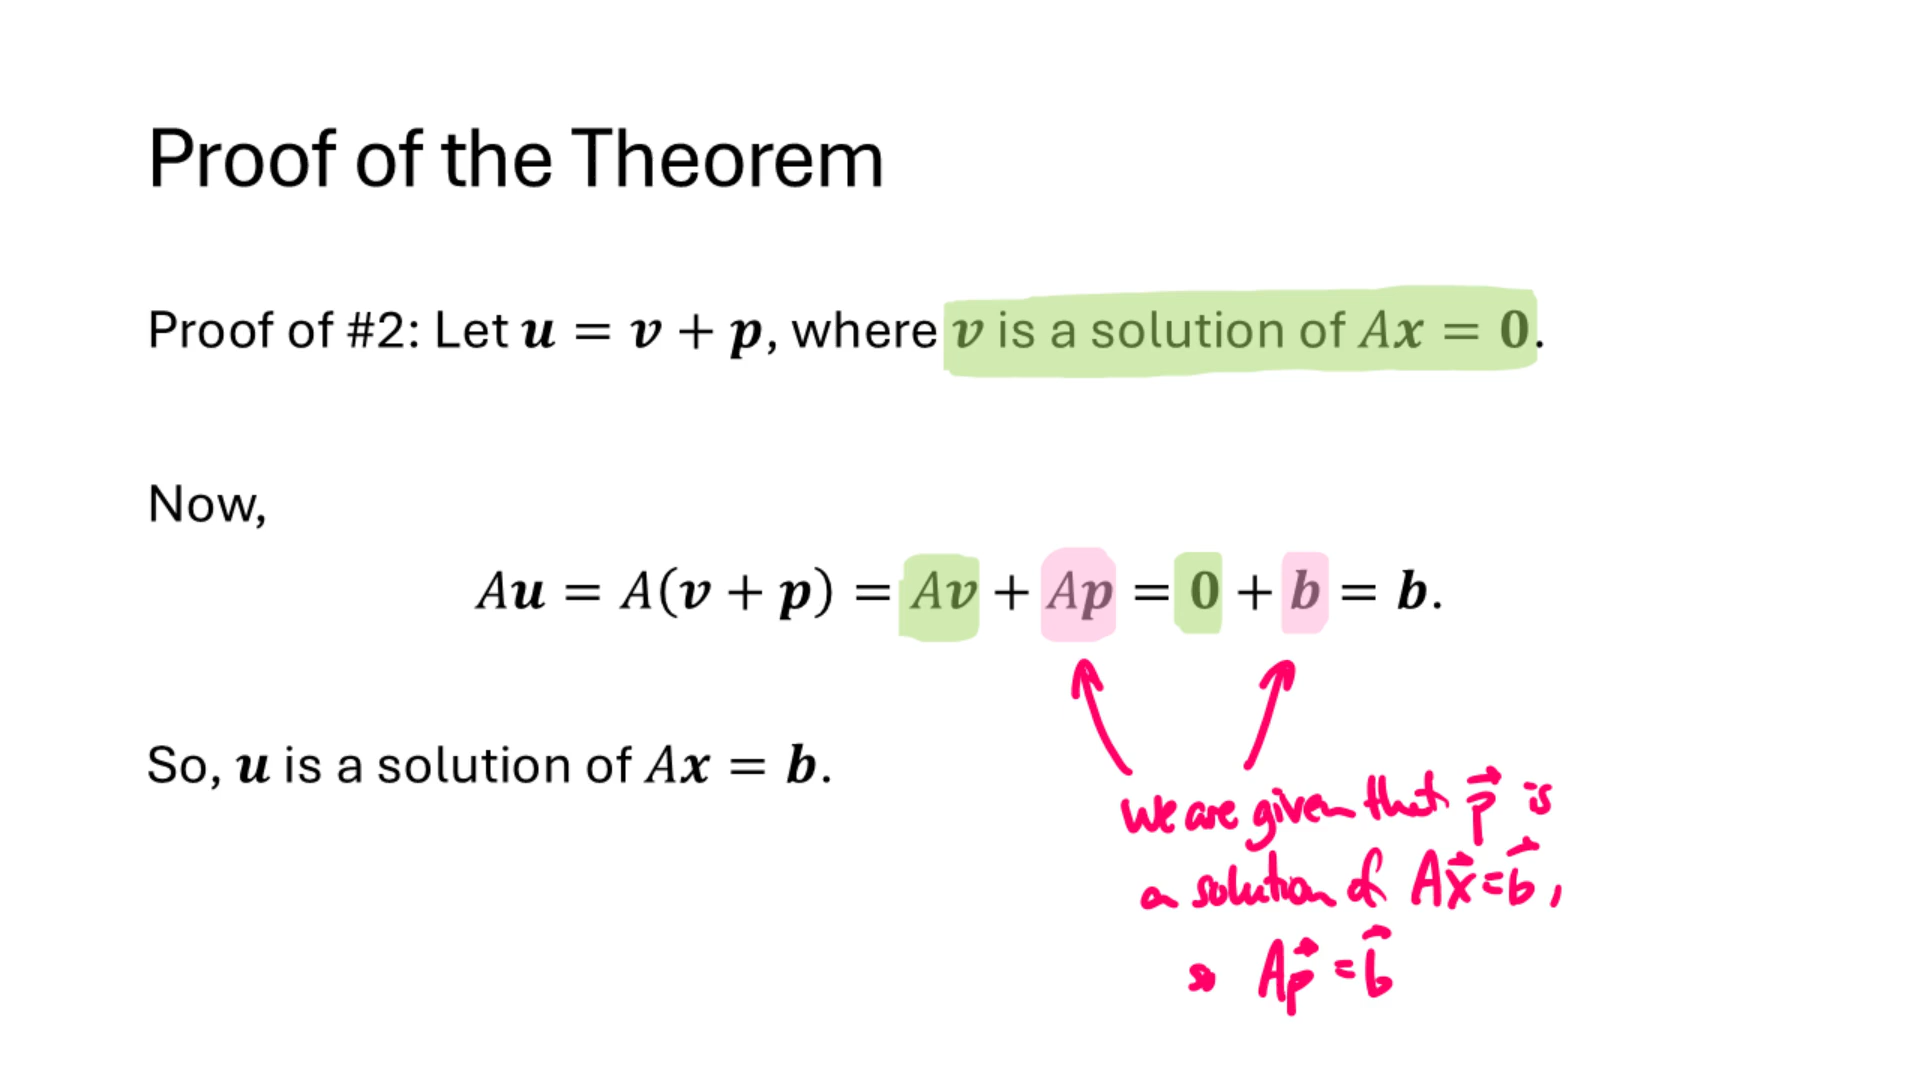 Proof of the Theorem
Proof of #2: Let u = v + p, where v is a solution of Ax = 0.
Now,
Au = A(v + p) = Av + Ap = 0 + b = b.
So, u is a solution of Ax = b.
We are given that p⃗ is
a solution of Ax⃗ = b⃗,
so Ap⃗ = b⃗